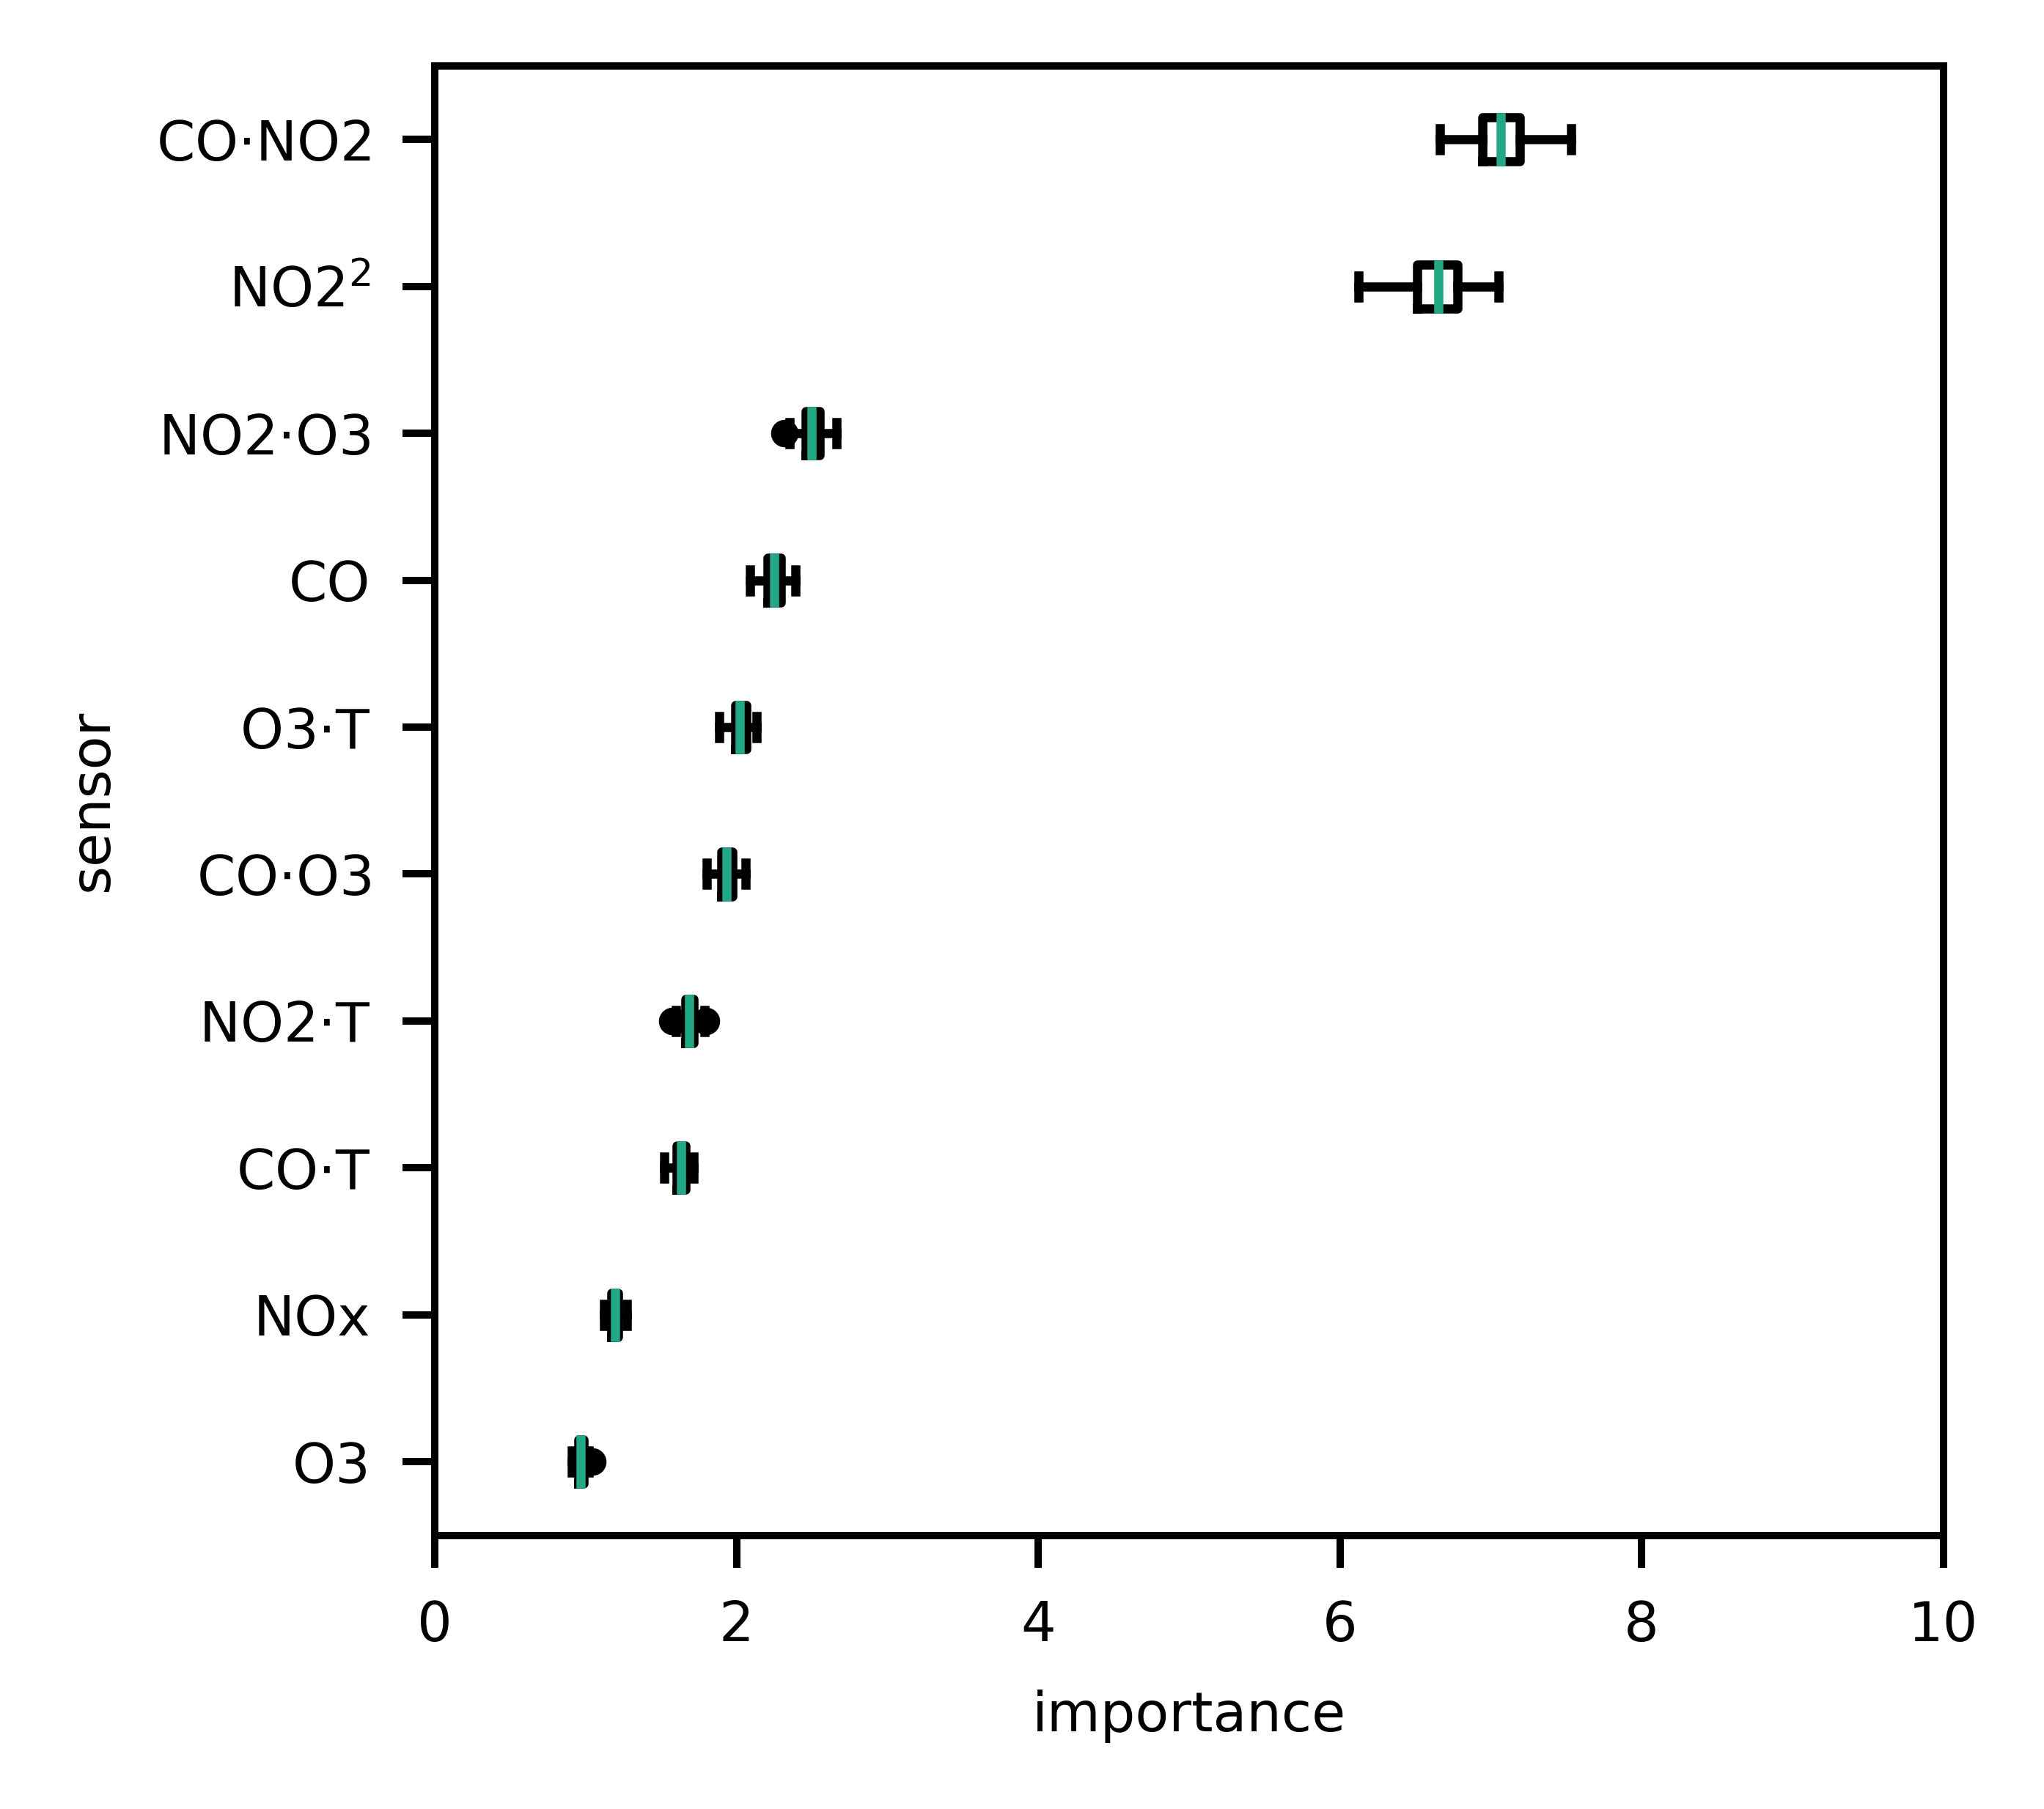 CO·NO2
NO2²
NO2·O3
CO
O3·T
CO·O3
NO2·T
CO·T
NOx
O3
sensor
0 2 4 6 8 10
importance